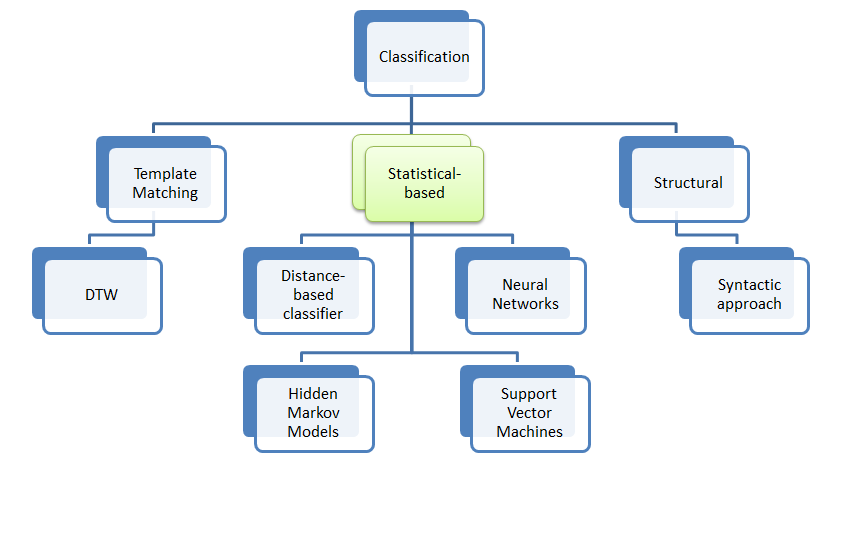 Classification
Template
Matching
Statistical-
based
Structural
DTW
Distance-
based
classifier
Neural
Networks
Syntactic
approach
Hidden
Markov
Models
Support
Vector
Machines